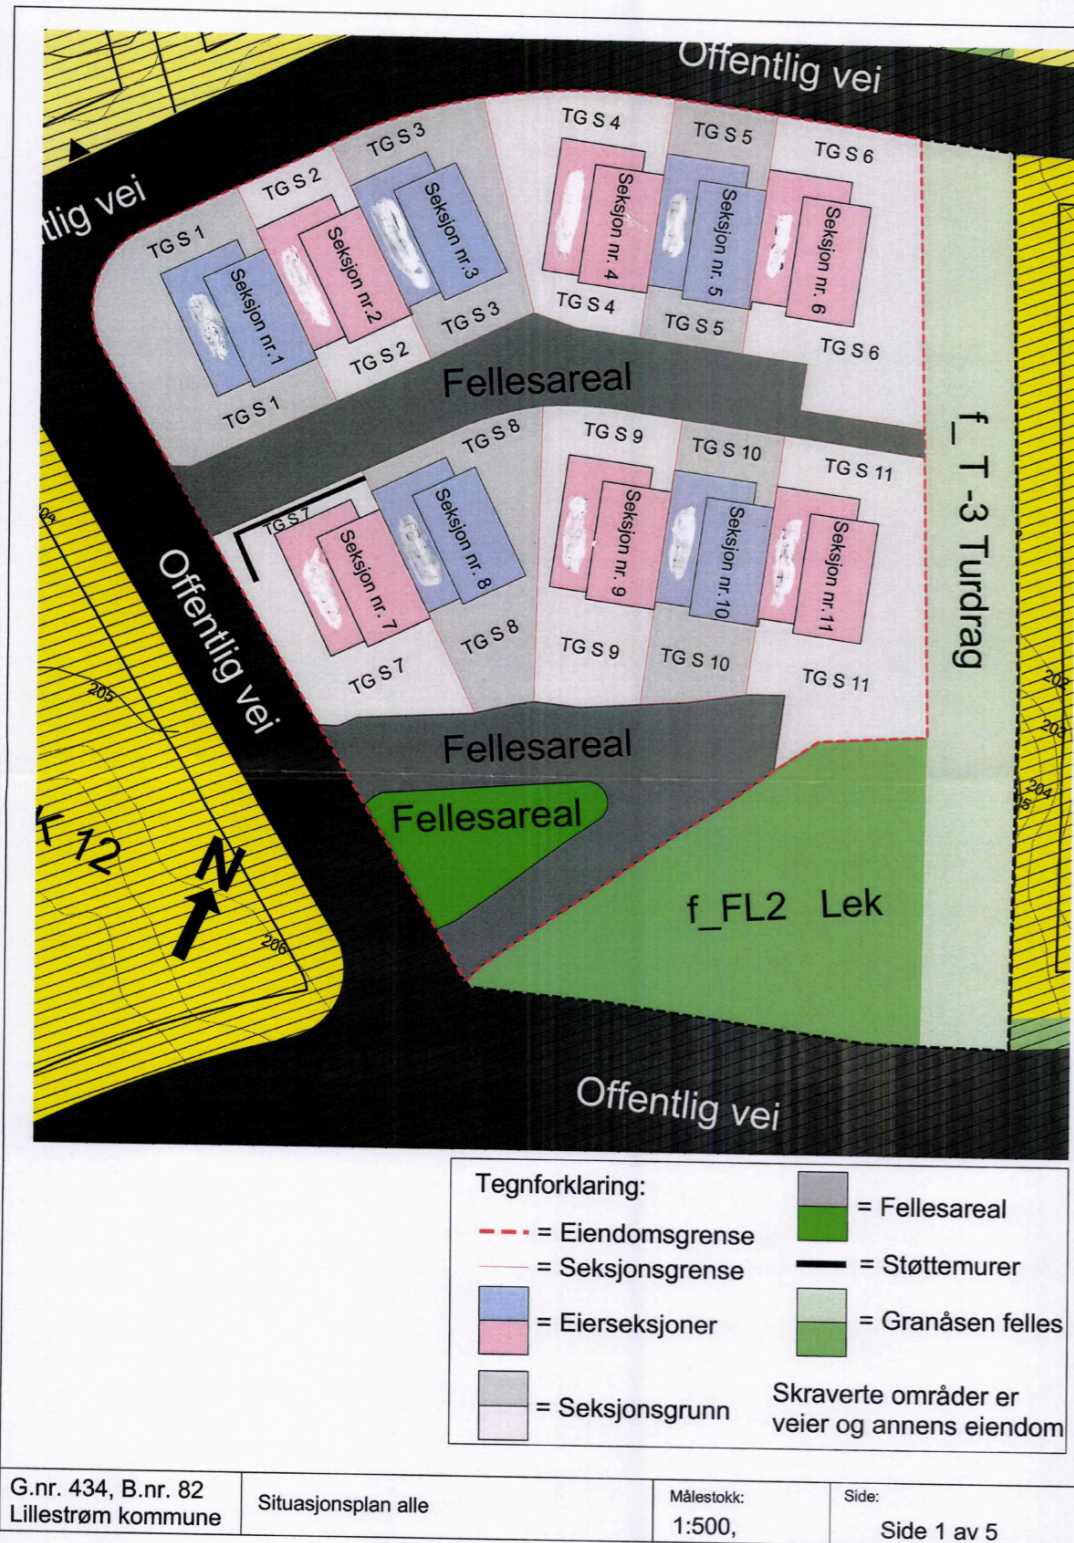 Offentlig vei
tlig vei
TG S 1
TG S 2
TG S 3
TG S 4
TG S 5
TG S 6
Seksjon nr.1
Seksjon nr.2
Seksjon nr.3
Seksjon nr. 4
Seksjon nr. 5
Seksjon nr. 6
TG S 1
TG S 2
TG S 3
TG S 4
TG S 5
TG S 6
Fellesareal
f_ T -3 Turdrag
TG S 7
TG S 8
TG S 9
TG S 10
TG S 11
Seksjon nr. 7
Seksjon nr. 8
Seksjon nr. 9
Seksjon nr.10
Seksjon nr.11
TG S 7
TG S 8
TG S 9
TG S 10
TG S 11
Offentlig vei
205
Fellesareal
Fellesareal
203
204
12
N
206
f_FL2 Lek
Offentlig vei
Tegnforklaring:
= Eiendomsgrense
= Seksjonsgrense
= Eierseksjoner
= Seksjonsgrunn
= Fellesareal
= Støttemurer
= Granåsen felles
Skraverte områder er
veier og annens eiendom
G.nr. 434, B.nr. 82
Lillestrøm kommune
Situasjonsplan alle
Målestokk:
1:500,
Side:
Side 1 av 5